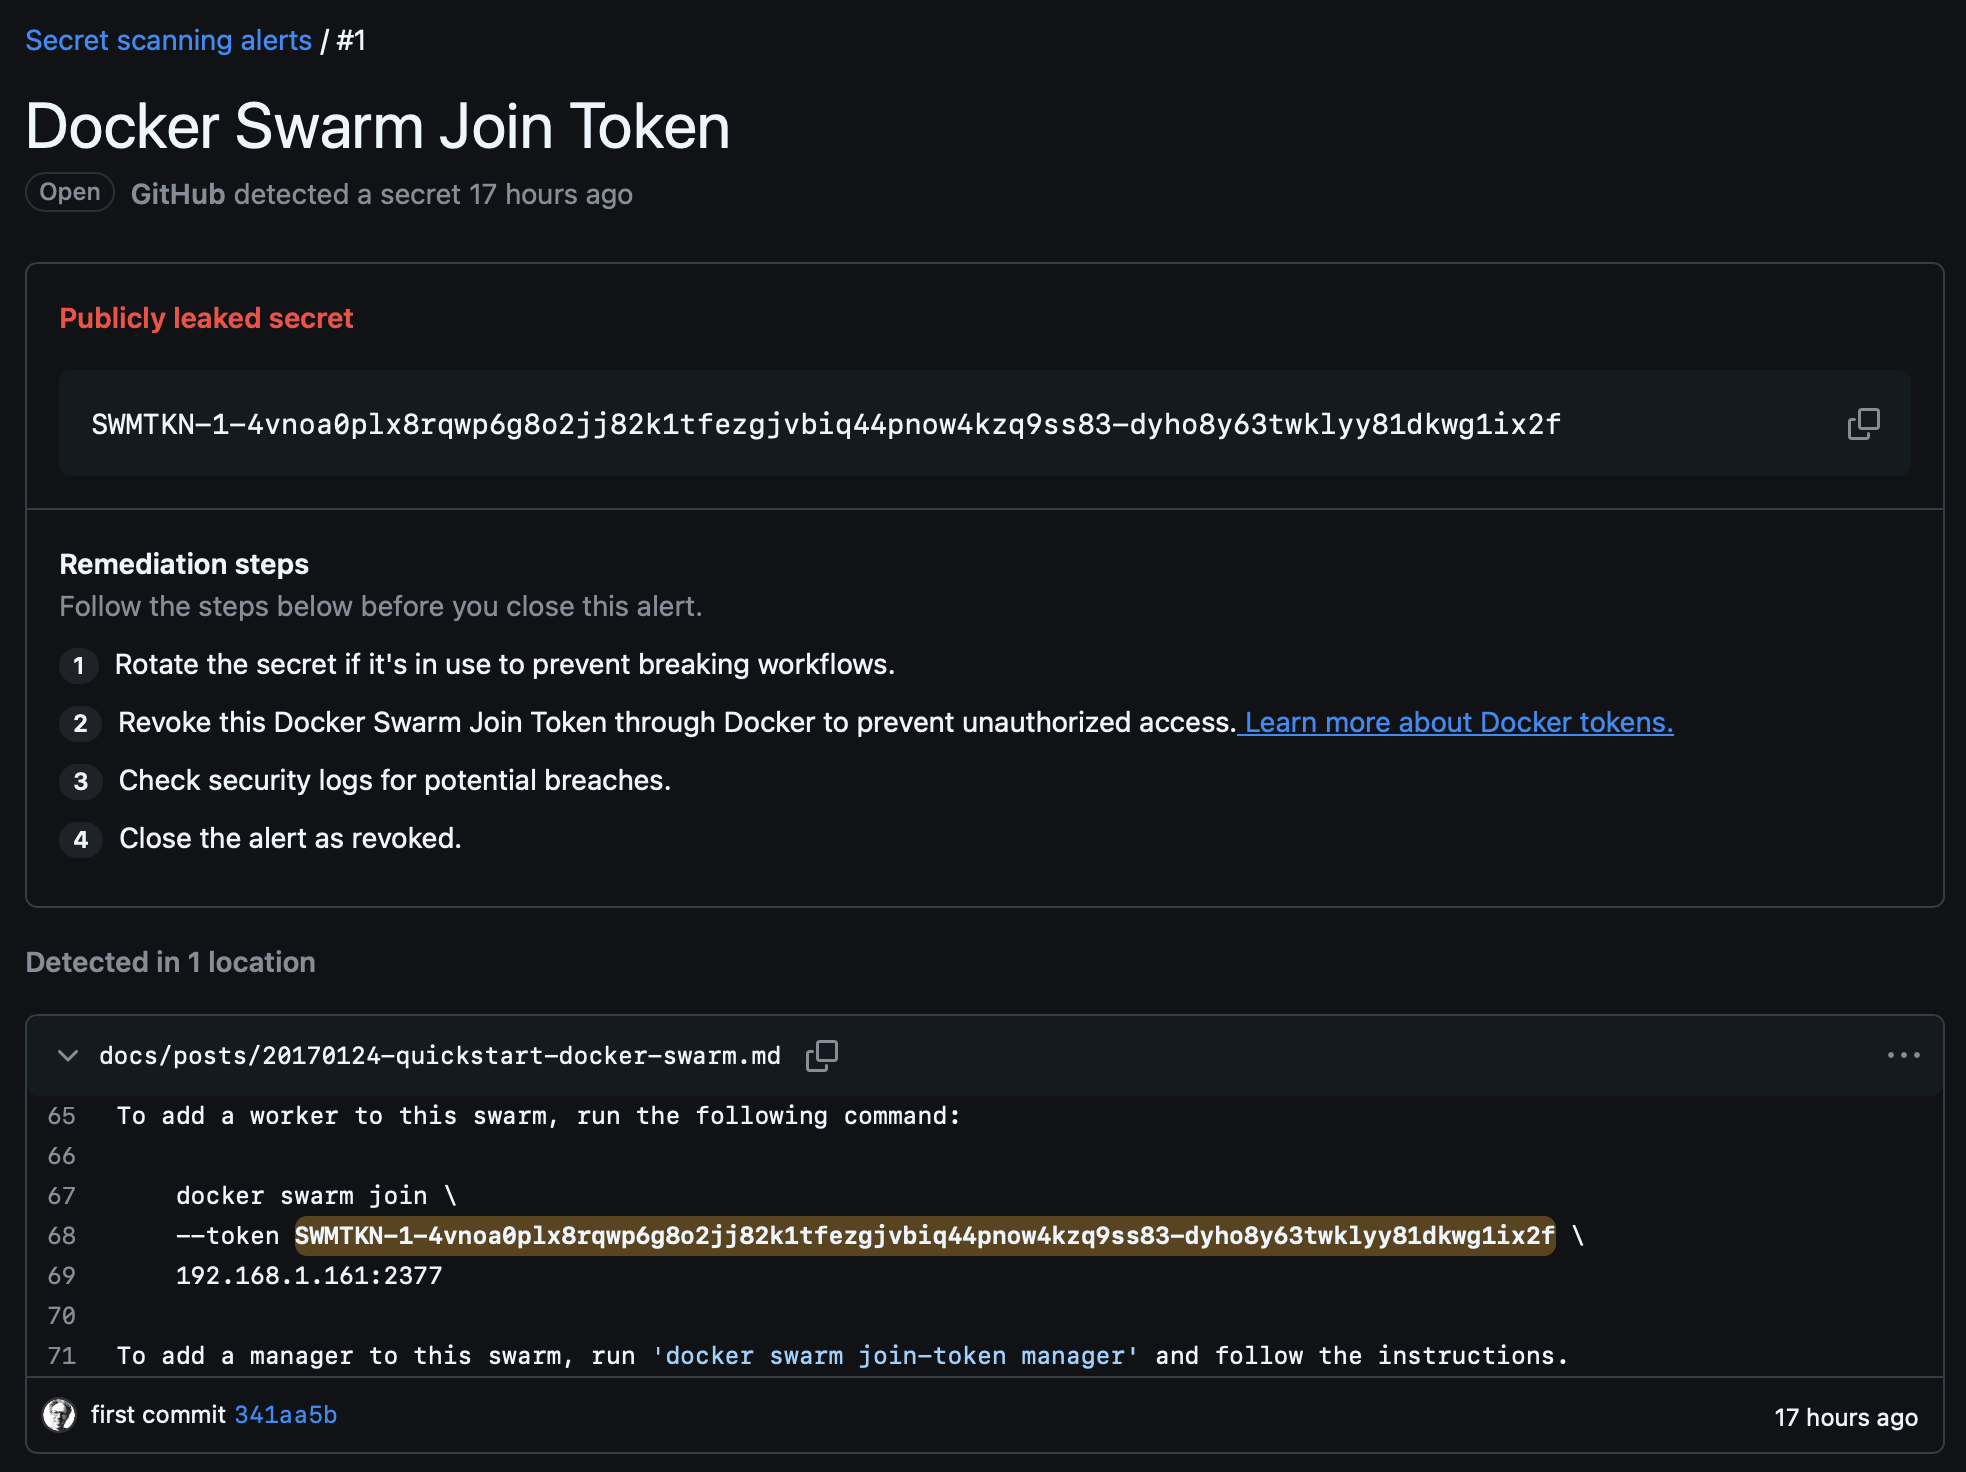 Secret scanning alerts / #1
Docker Swarm Join Token
Open GitHub detected a secret 17 hours ago
Publicly leaked secret
SWMTKN-1-4vnoa0plx8rqwp6g8o2jj82k1tfezgjvbiq44pnow4kzq9ss83-dyho8y63twklyy81dkwg1ix2f
Remediation steps
Follow the steps below before you close this alert.
1 Rotate the secret if it's in use to prevent breaking workflows.
2 Revoke this Docker Swarm Join Token through Docker to prevent unauthorized access. Learn more about Docker tokens.
3 Check security logs for potential breaches.
4 Close the alert as revoked.
Detected in 1 location
docs/posts/20170124-quickstart-docker-swarm.md
65 To add a worker to this swarm, run the following command:
66
67 docker swarm join \
68 --token SWMTKN-1-4vnoa0plx8rqwp6g8o2jj82k1tfezgjvbiq44pnow4kzq9ss83-dyho8y63twklyy81dkwg1ix2f \
69 192.168.1.161:2377
70
71 To add a manager to this swarm, run 'docker swarm join-token manager' and follow the instructions.
first commit 341aa5b 17 hours ago